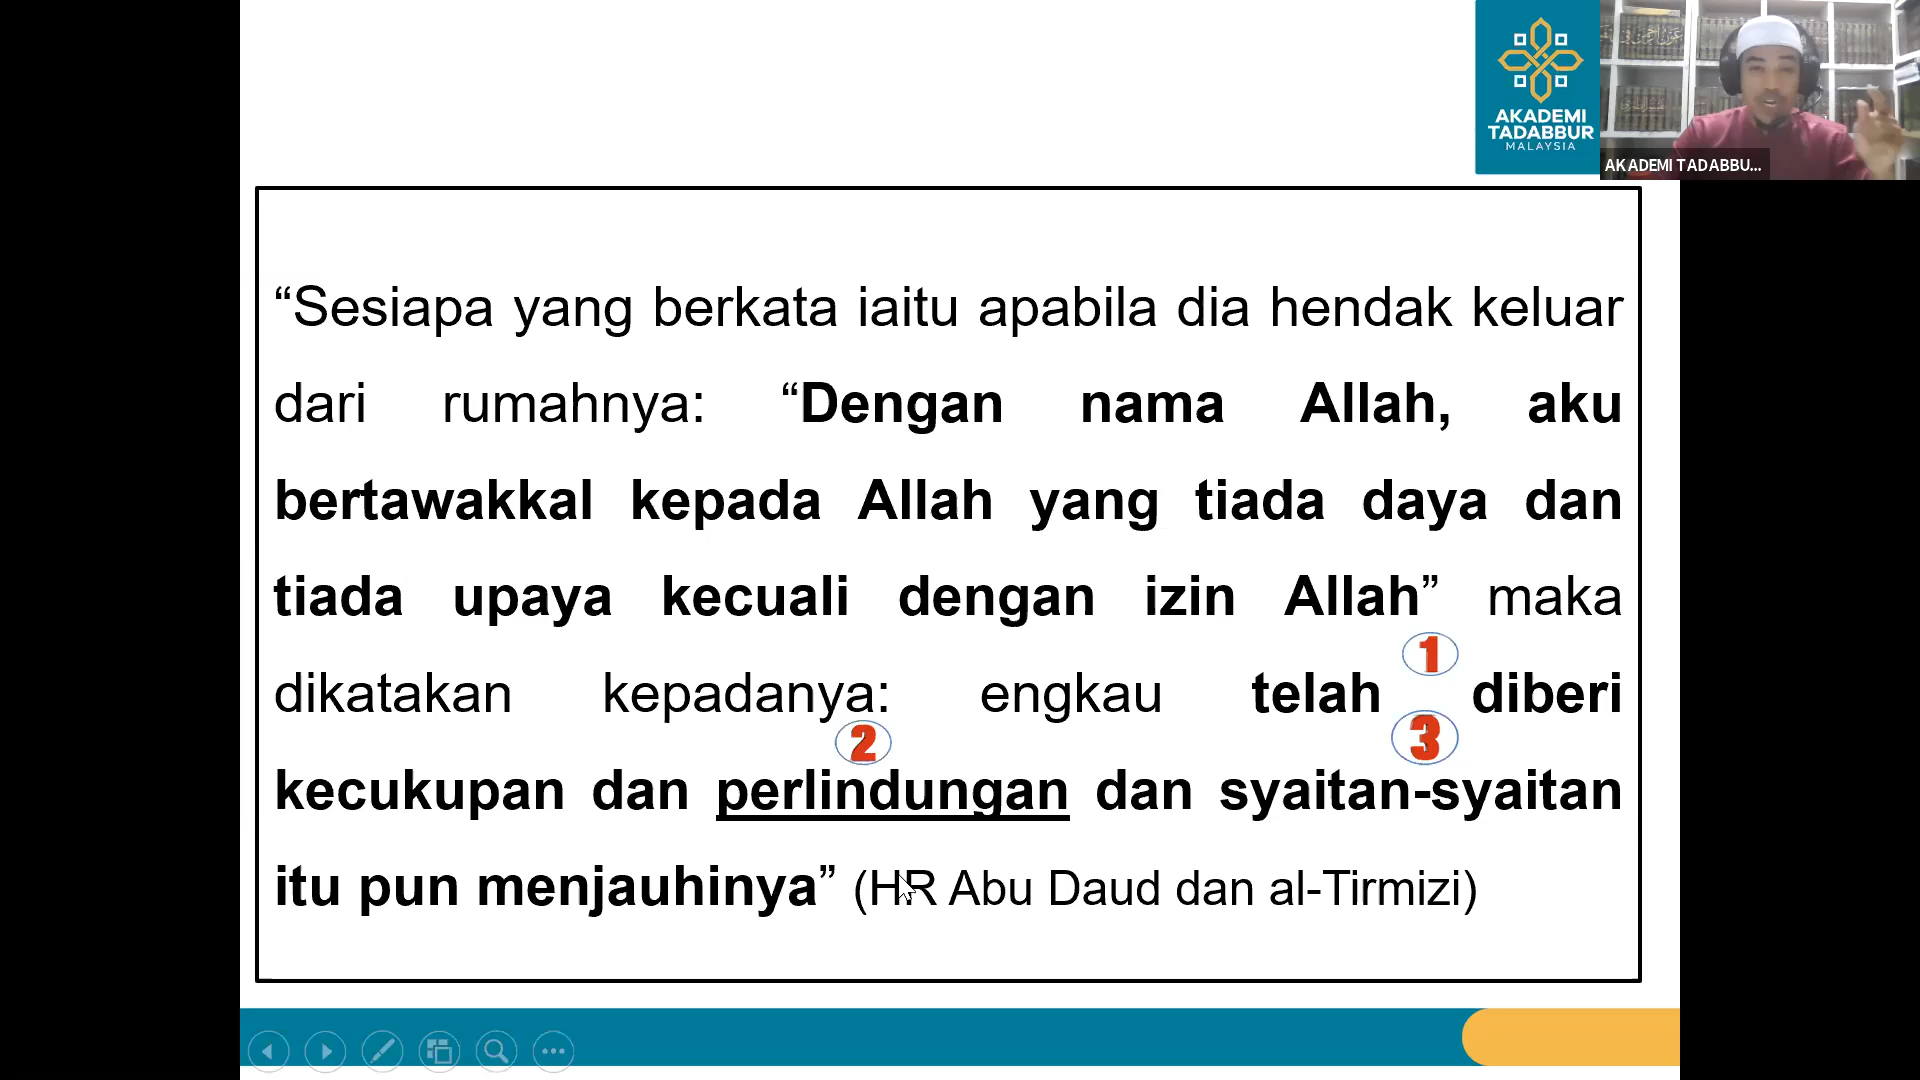 AKADEMI
TADABBUR
MALAYSIA
AKADEMI TADABBU...
“Sesiapa yang berkata iaitu apabila dia hendak keluar
dari rumahnya: “Dengan nama Allah, aku
bertawakkal kepada Allah yang tiada daya dan
tiada upaya kecuali dengan izin Allah” maka
1
dikatakan kepadanya: engkau telah diberi
2 3
kecukupan dan perlindungan dan syaitan-syaitan
itu pun menjauhinya” (HR Abu Daud dan al-Tirmizi)